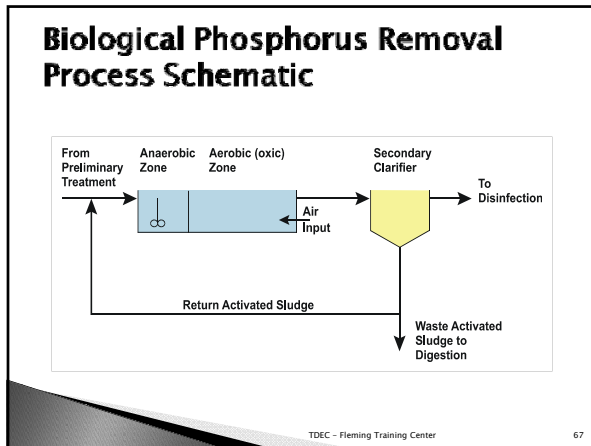 Biological Phosphorus Removal
Process Schematic
From
Preliminary
Treatment
Anaerobic
Zone
Aerobic (oxic)
Zone
Secondary
Clarifier
To
Disinfection
Air
Input
Return Activated Sludge
Waste Activated
Sludge to
Digestion
TDEC - Fleming Training Center
67